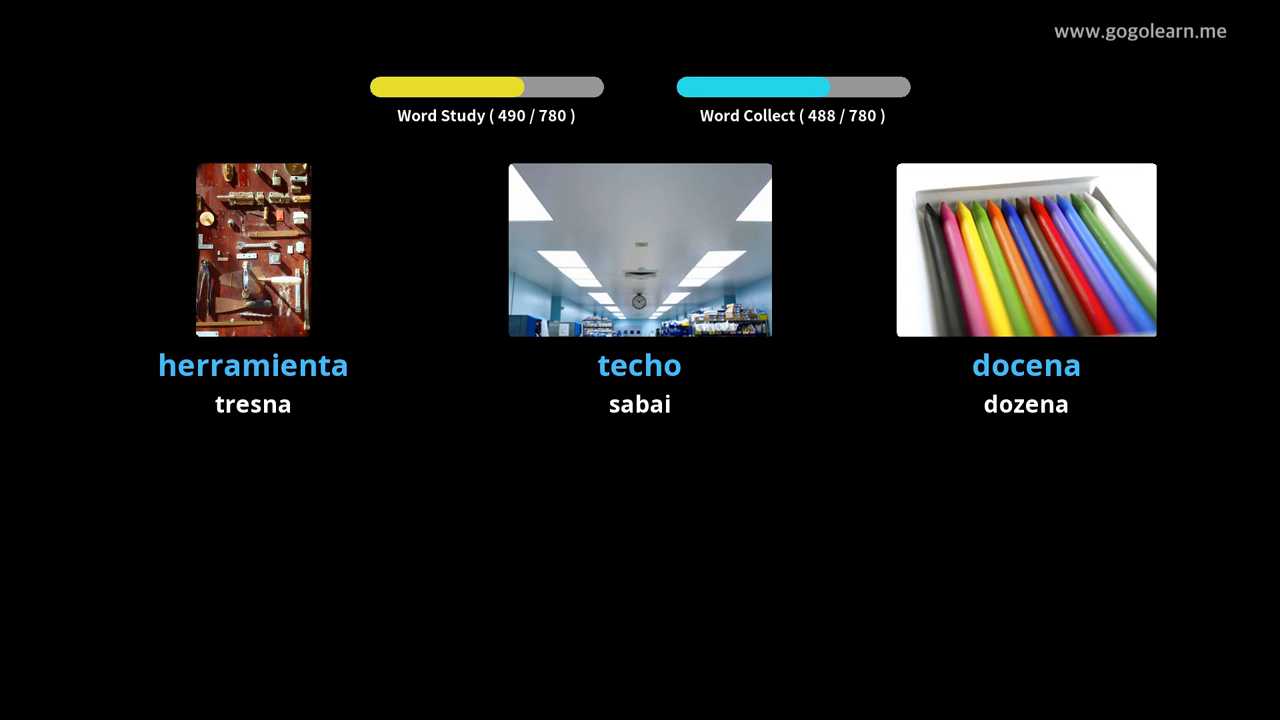 www.gogolearn.me
Word Study ( 490 / 780 )
Word Collect ( 488 / 780 )
herramienta
tresna
techo
sabai
docena
dozena